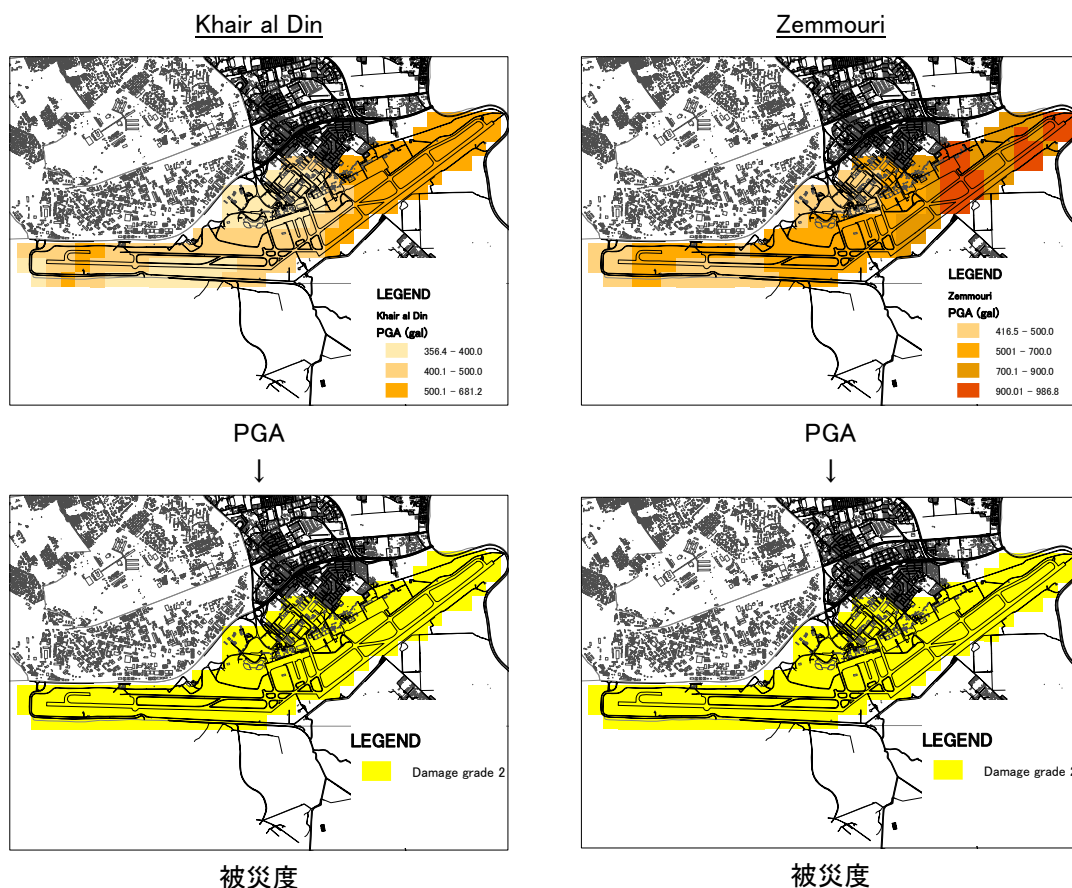 Khair al Din
Zemmouri
LEGEND
Khair al Din
PGA (gal)
356.4 - 400.0
400.1 - 500.0
500.1 - 681.2
LEGEND
Zemmouri
PGA (gal)
416.5 - 500.0
5001 - 700.0
700.1 - 900.0
900.01 - 986.8
PGA
↓
PGA
↓
LEGEND
Damage grade 2
LEGEND
Damage grade 2
被災度
被災度